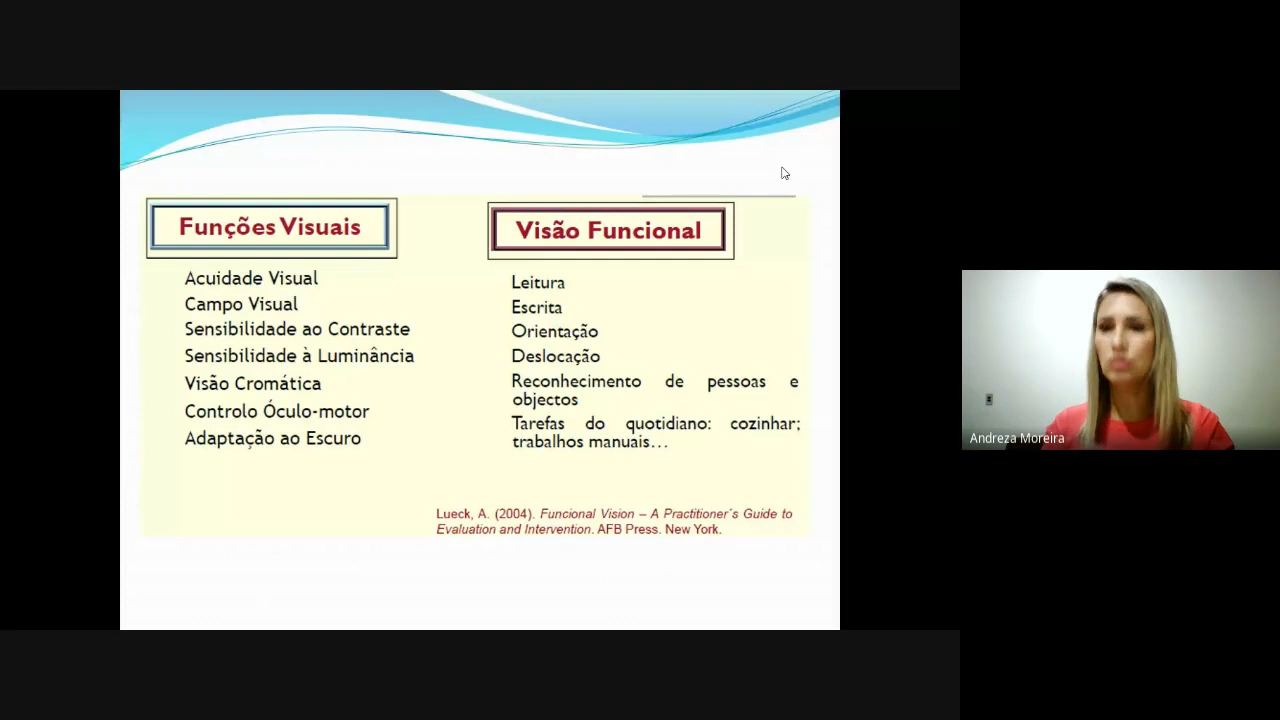 Funções Visuais
Acuidade Visual
Campo Visual
Sensibilidade ao Contraste
Sensibilidade à Luminância
Visão Cromática
Controlo Óculo-motor
Adaptação ao Escuro
Visão Funcional
Leitura
Escrita
Orientação
Deslocação
Reconhecimento de pessoas e
objectos
Tarefas do quotidiano: cozinhar;
trabalhos manuais…
Lueck, A. (2004). Funcional Vision – A Practitioner´s Guide to
Evaluation and Intervention. AFB Press. New York.
Andreza Moreira